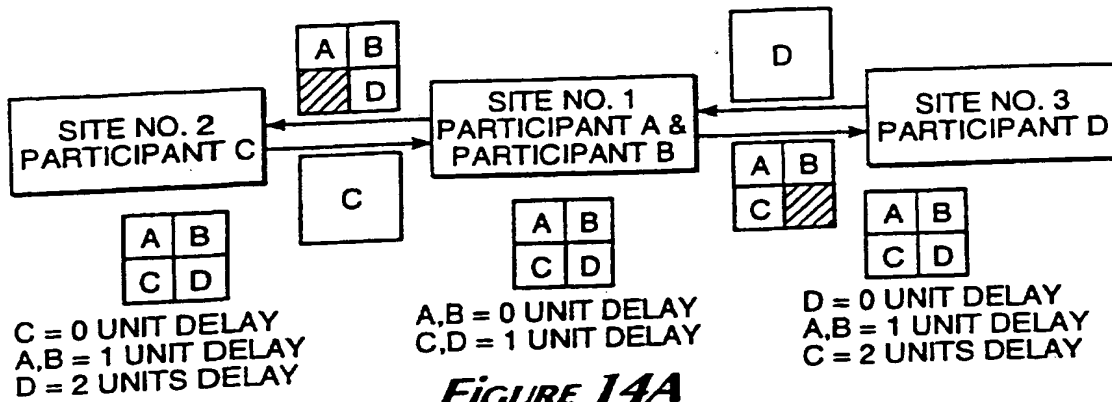 A B
D
D
SITE NO. 2
PARTICIPANT C
SITE NO. 1
PARTICIPANT A &
PARTICIPANT B
SITE NO. 3
PARTICIPANT D
C
A B
C
A B
C D
A B
C D
A B
C D
C = 0 UNIT DELAY
A,B = 1 UNIT DELAY
D = 2 UNITS DELAY
A,B = 0 UNIT DELAY
C,D = 1 UNIT DELAY
D = 0 UNIT DELAY
A,B = 1 UNIT DELAY
C = 2 UNITS DELAY
FIGURE 14A